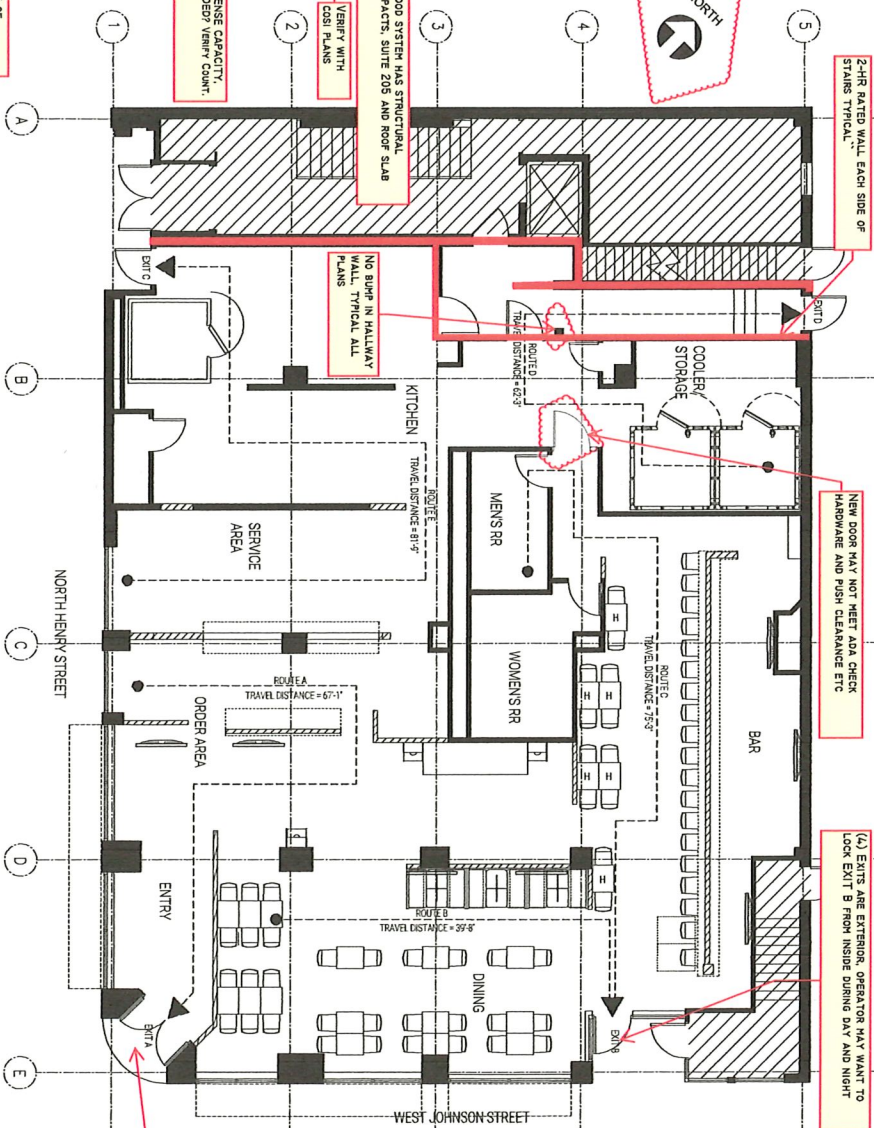 NORTH
1
2
3
4
5
A
B
C
D
E
2-HR RATED WALL EACH SIDE OF
STAIRS TYPICAL
OOD SYSTEM HAS STRUCTURAL
PACTS, SUITE 205 AND ROOF SLAB
VERIFY WITH
COSI PLANS
ENSE CAPACITY,
DED? VERIFY COUNT.
NO BUMP IN HALLWAY
WALL, TYPICAL ALL
PLANS
NEW DOOR MAY NOT MEET ADA CHECK
HARDWARE AND PUSH CLEARANCE ETC
(4) EXITS ARE EXTERIOR, OPERATOR MAY WANT TO
LOCK EXIT B FROM INSIDE DURING DAY AND NIGHT
EXIT C
EXIT D
ROUTE D
TRAVEL DISTANCE = 62'-3"
COOLER
STORAGE
KITCHEN
ROUTE E
TRAVEL DISTANCE = 81'-9"
MEN'S RR
SERVICE
AREA
WOMEN'S RR
H
H
H
H
H
H
ROUTE C
TRAVEL DISTANCE = 75'-3"
BAR
NORTH HENRY STREET
ROUTE A
TRAVEL DISTANCE = 67'-1"
ORDER AREA
ENTRY
ROUTE B
TRAVEL DISTANCE = 39'-8"
DINING
EXIT A
EXIT B
WEST JOHNSON STREET